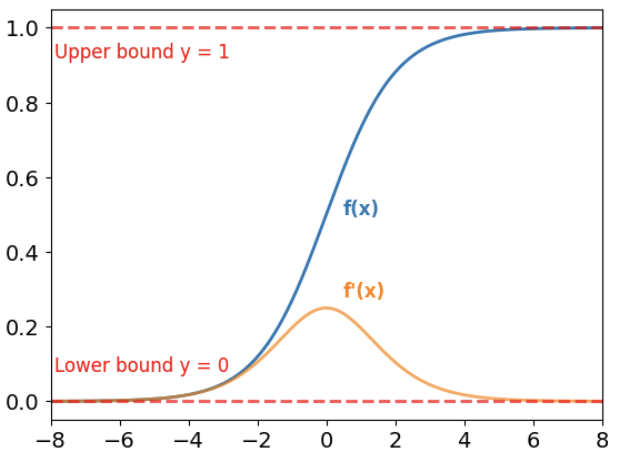 1.0
Upper bound y = 1
0.8
0.6
f(x)
0.4
f'(x)
0.2
Lower bound y = 0
0.0
−8 −6 −4 −2 0 2 4 6 8